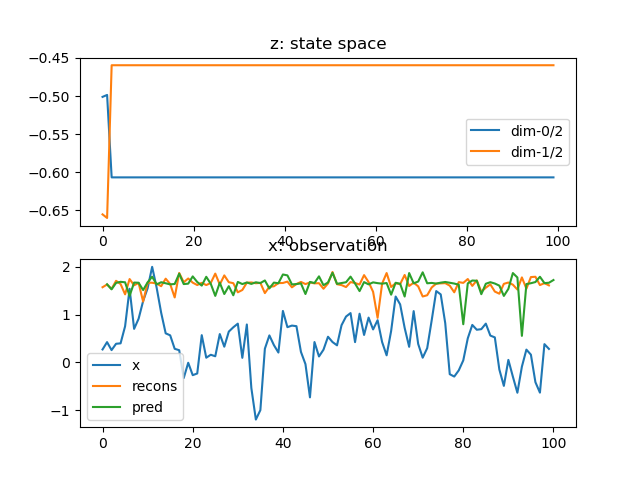 z: state space
−0.45
−0.50
−0.55
−0.60
−0.65
dim-0/2
dim-1/2
0 20 40 60 80 100
x: observation
2
1
0
−1
x
recons
pred
0 20 40 60 80 100